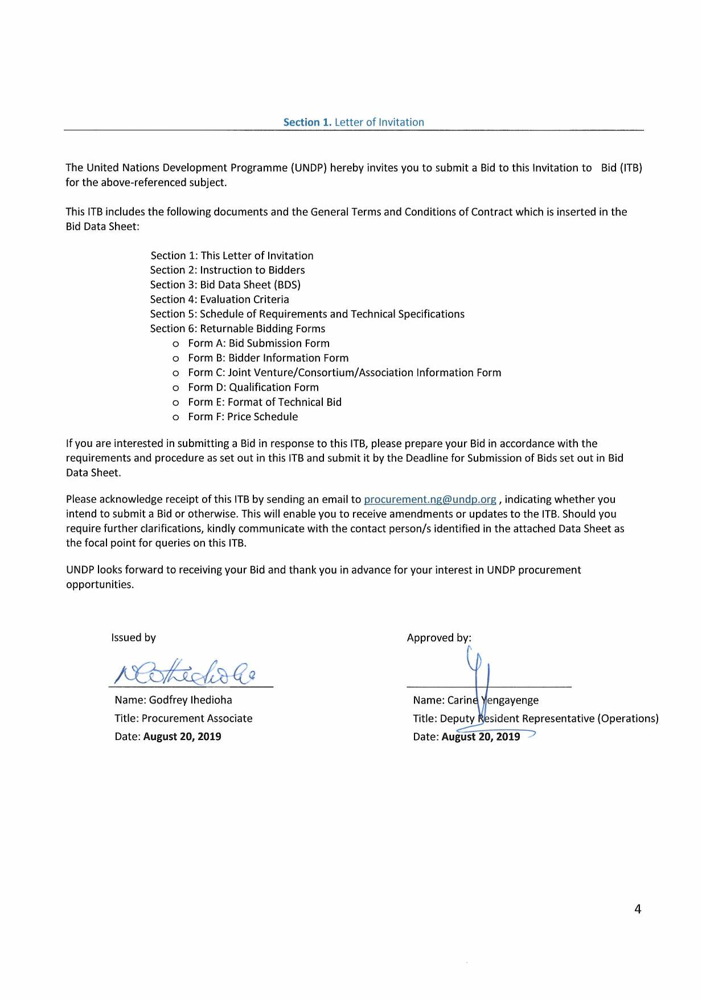 Section 1. Letter of Invitation
The United Nations Development Programme (UNDP) hereby invites you to submit a Bid to this Invitation to Bid (ITB)
for the above-referenced subject.
This ITB includes the following documents and the General Terms and Conditions of Contract which is inserted in the
Bid Data Sheet:
Section 1: This Letter of Invitation
Section 2: Instruction to Bidders
Section 3: Bid Data Sheet (BDS)
Section 4: Evaluation Criteria
Section 5: Schedule of Requirements and Technical Specifications
Section 6: Returnable Bidding Forms
o Form A: Bid Submission Form
o Form B: Bidder Information Form
o Form C: Joint Venture/Consortium/Association Information Form
o Form D: Qualification Form
o Form E: Format of Technical Bid
o Form F: Price Schedule
If you are interested in submitting a Bid in response to this ITB, please prepare your Bid in accordance with the
requirements and procedure as set out in this ITB and submit it by the Deadline for Submission of Bids set out in Bid
Data Sheet.
Please acknowledge receipt of this ITB by sending an email to procurement.ng@undp.org , indicating whether you
intend to submit a Bid or otherwise. This will enable you to receive amendments or updates to the ITB. Should you
require further clarifications, kindly communicate with the contact person/s identified in the attached Data Sheet as
the focal point for queries on this ITB.
UNDP looks forward to receiving your Bid and thank you in advance for your interest in UNDP procurement
opportunities.
Issued by
Approved by:
Name: Godfrey Ihedioha
Name: Carine Yengayenge
Title: Procurement Associate
Title: Deputy Resident Representative (Operations)
Date: August 20, 2019
Date: August 20, 2019
4